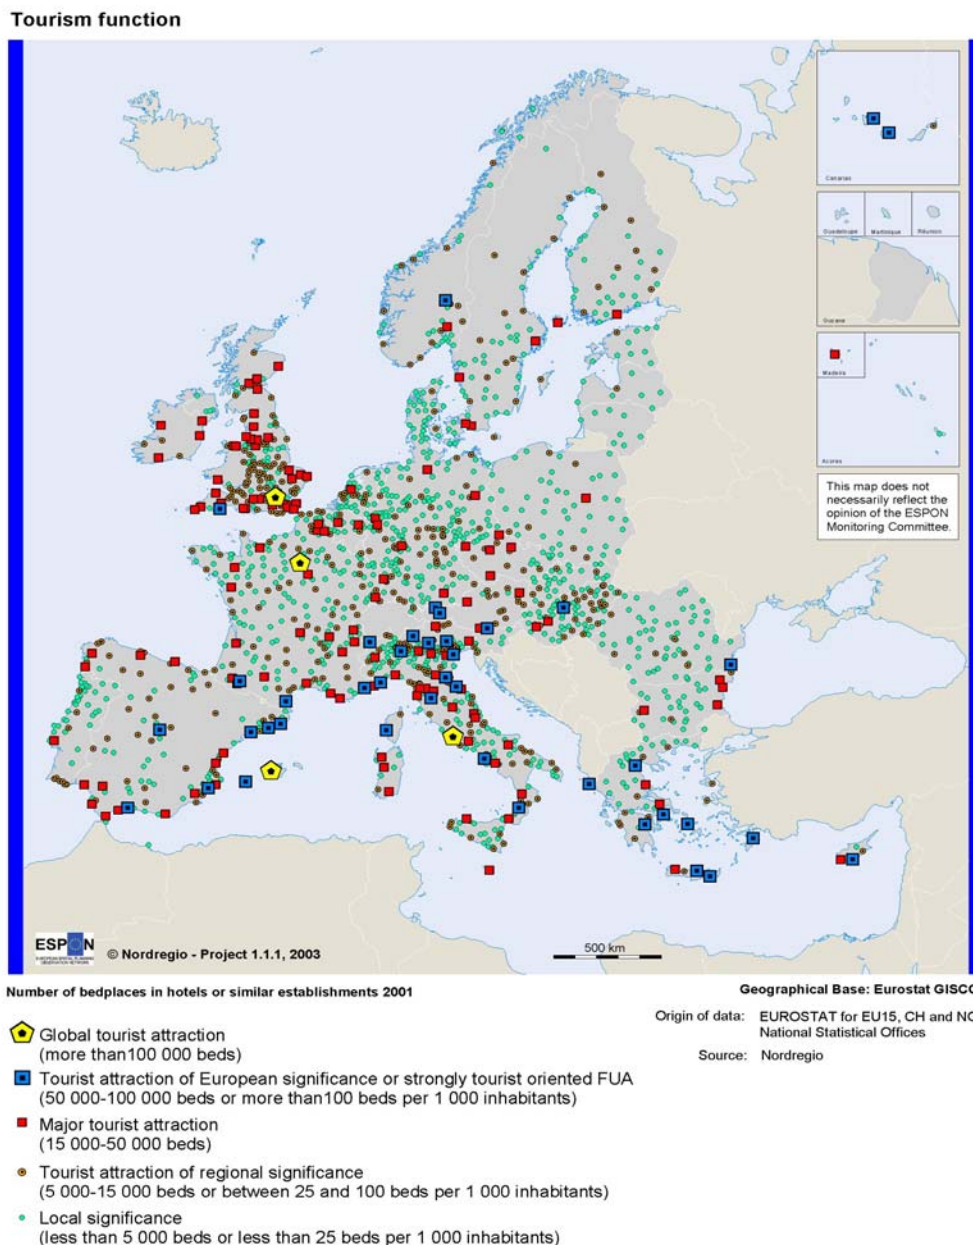 Tourism function
Canarias
Guadeloupe
Martinique
Réunion
Guyane
Madeira
Acores
This map does not
necessarily reflect the
opinion of the ESPON
Monitoring Committee.
ESPON
EUROPEAN SPATIAL PLANNING
OBSERVATION NETWORK
© Nordregio - Project 1.1.1, 2003
500 km
Number of bedplaces in hotels or similar establishments 2001
Geographical Base: Eurostat GISCO
Origin of data: EUROSTAT for EU15, CH and NO
National Statistical Offices
Source: Nordregio
Global tourist attraction
(more than100 000 beds)
Tourist attraction of European significance or strongly tourist oriented FUA
(50 000-100 000 beds or more than100 beds per 1 000 inhabitants)
Major tourist attraction
(15 000-50 000 beds)
Tourist attraction of regional significance
(5 000-15 000 beds or between 25 and 100 beds per 1 000 inhabitants)
Local significance
(less than 5 000 beds or less than 25 beds per 1 000 inhabitants)